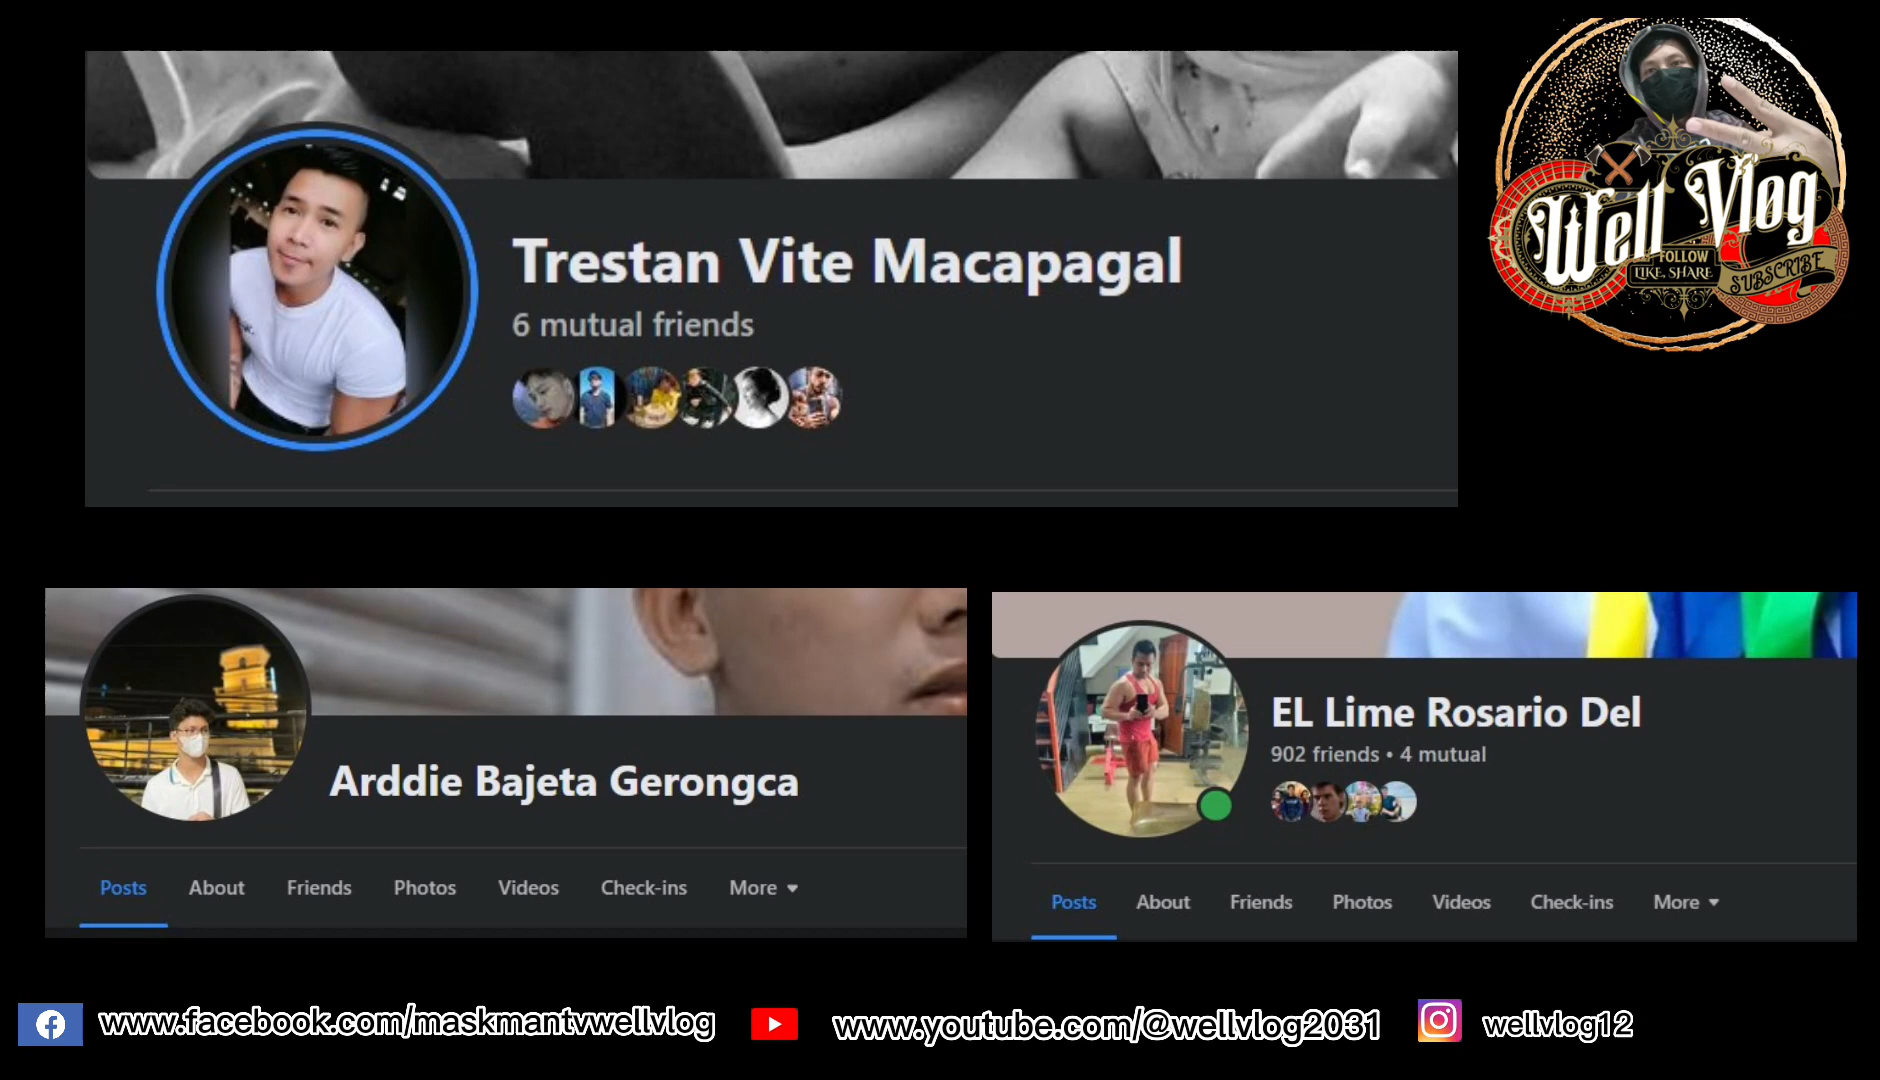 Trestan Vite Macapagal
6 mutual friends
Well Vlog
FOLLOW
LIKE, SHARE
SUBSCRIBE
Arddie Bajeta Gerongca
Posts About Friends Photos Videos Check-ins More
EL Lime Rosario Del
902 friends • 4 mutual
Posts About Friends Photos Videos Check-ins More
www.facebook.com/maskmantvwellvlog www.youtube.com/@wellvlog2031 wellvlog12